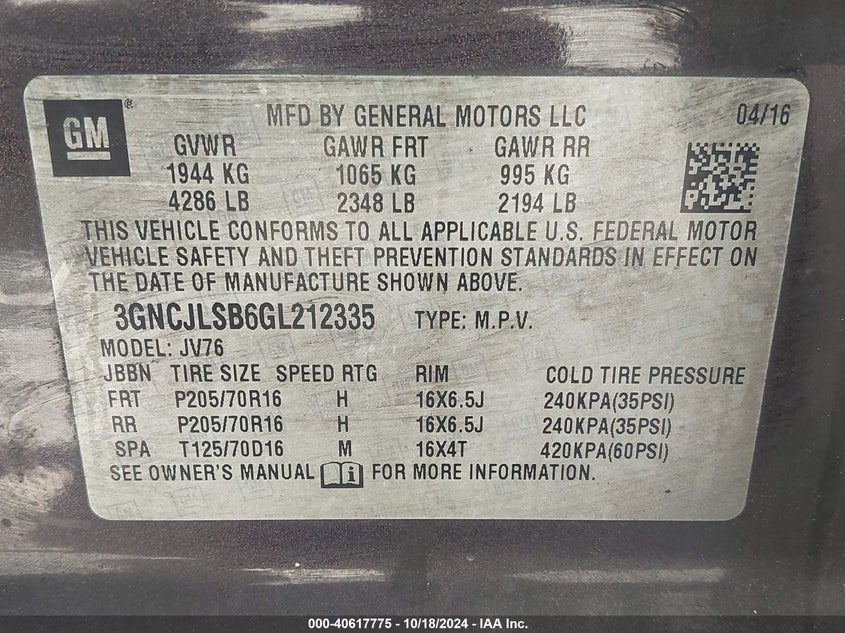 GM ®
MFD BY GENERAL MOTORS LLC 04/16
GVWR GAWR FRT GAWR RR
1944 KG 1065 KG 995 KG
4286 LB 2348 LB 2194 LB
THIS VEHICLE CONFORMS TO ALL APPLICABLE U.S. FEDERAL MOTOR
VEHICLE SAFETY AND THEFT PREVENTION STANDARDS IN EFFECT ON
THE DATE OF MANUFACTURE SHOWN ABOVE.
3GNCJLSB6GL212335 TYPE: M.P.V.
MODEL: JV76
JBBN TIRE SIZE SPEED RTG RIM COLD TIRE PRESSURE
FRT P205/70R16 H 16X6.5J 240KPA(35PSI)
RR P205/70R16 H 16X6.5J 240KPA(35PSI)
SPA T125/70D16 M 16X4T 420KPA(60PSI)
SEE OWNER'S MANUAL i FOR MORE INFORMATION.
000-40617775 - 10/18/2024 - IAA Inc.